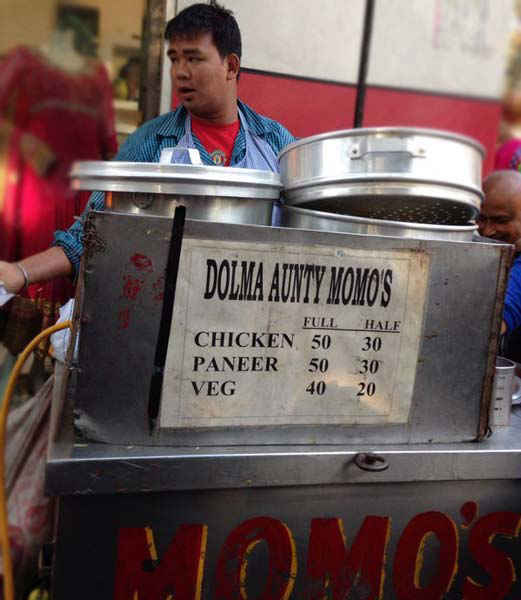 DOLMA AUNTY MOMO'S
FULL HALF
CHICKEN 50 30
PANEER 50 30
VEG 40 20
MOMO'S